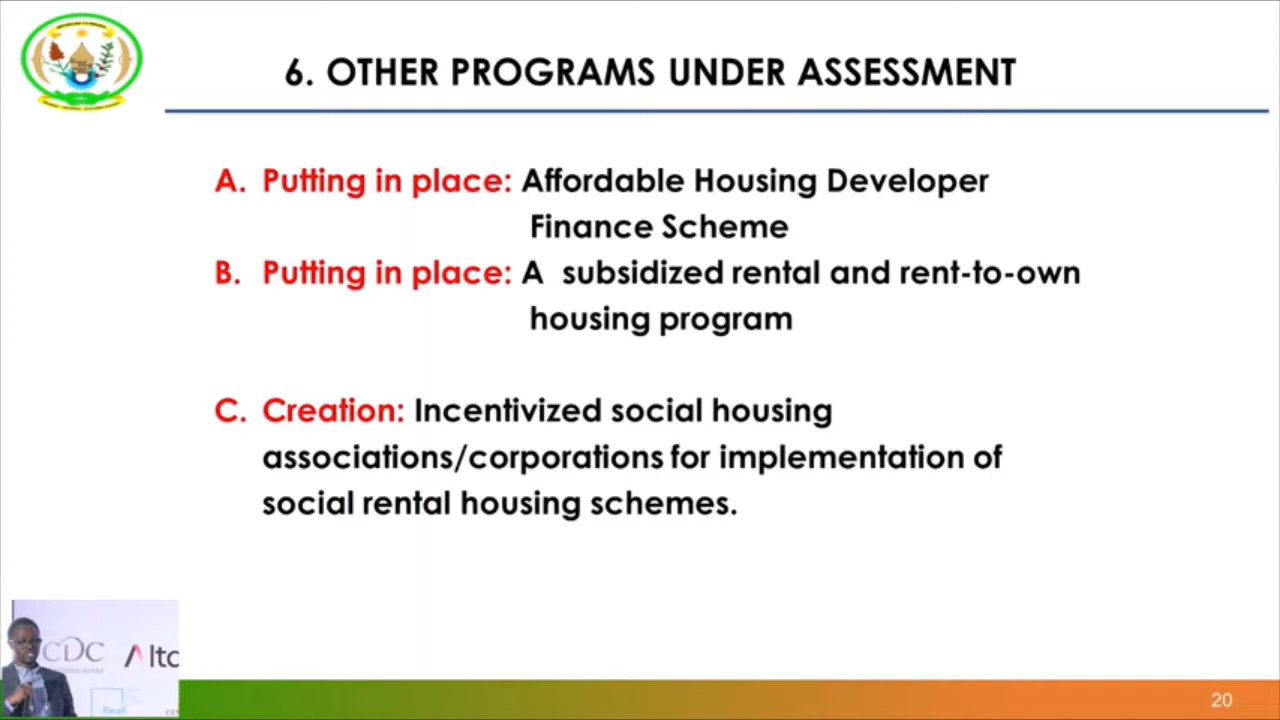 6. OTHER PROGRAMS UNDER ASSESSMENT
A. Putting in place: Affordable Housing Developer
Finance Scheme
B. Putting in place: A subsidized rental and rent-to-own
housing program
C. Creation: Incentivized social housing
associations/corporations for implementation of
social rental housing schemes.
CDC Alto
Reall
20